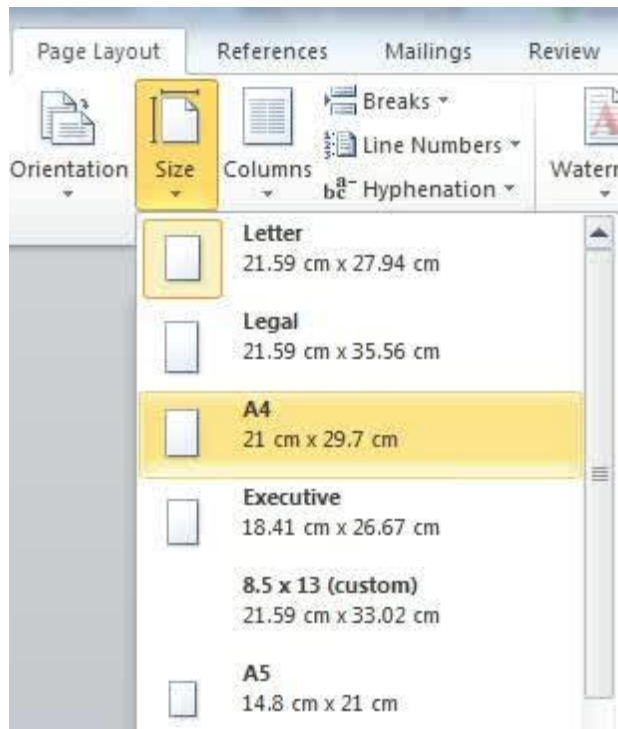 Page Layout References Mailings Review
Breaks
Line Numbers
Hyphenation
Orientation Size Columns
Letter
21.59 cm x 27.94 cm
Legal
21.59 cm x 35.56 cm
A4
21 cm x 29.7 cm
Executive
18.41 cm x 26.67 cm
8.5 x 13 (custom)
21.59 cm x 33.02 cm
A5
14.8 cm x 21 cm